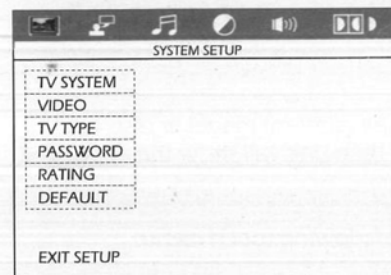 SYSTEM SETUP
TV SYSTEM
VIDEO
TV TYPE
PASSWORD
RATING
DEFAULT
EXIT SETUP